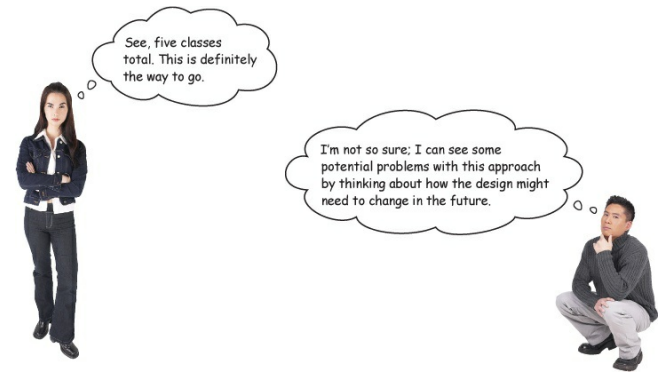 See, five classes
total. This is definitely
the way to go.
I'm not so sure; I can see some
potential problems with this approach
by thinking about how the design might
need to change in the future.